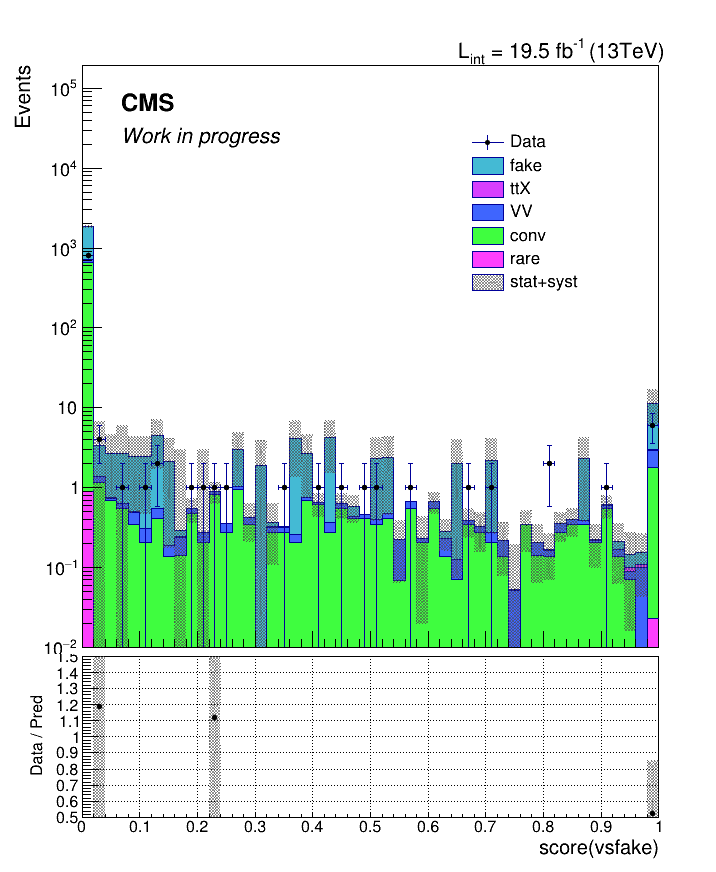 L_int = 19.5 fb^-1 (13TeV)
Events
CMS
Work in progress
Data
fake
ttX
VV
conv
rare
stat+syst
10^5
10^4
10^3
10^2
10
1
10^−1
10^−2
Data / Pred
1.5
1.4
1.3
1.2
1.1
1
0.9
0.8
0.7
0.6
0.5
0 0.1 0.2 0.3 0.4 0.5 0.6 0.7 0.8 0.9 1
score(vsfake)